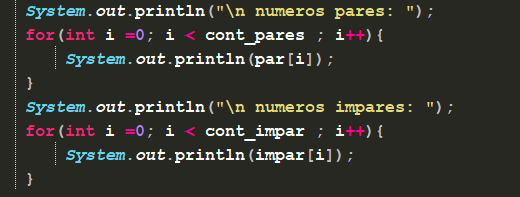 System.out.println("\n numeros pares: ");
for(int i =0; i < cont_pares ; i++){
System.out.println(par[i]);
}
System.out.println("\n numeros impares: ");
for(int i =0; i < cont_impar ; i++){
System.out.println(impar[i]);
}